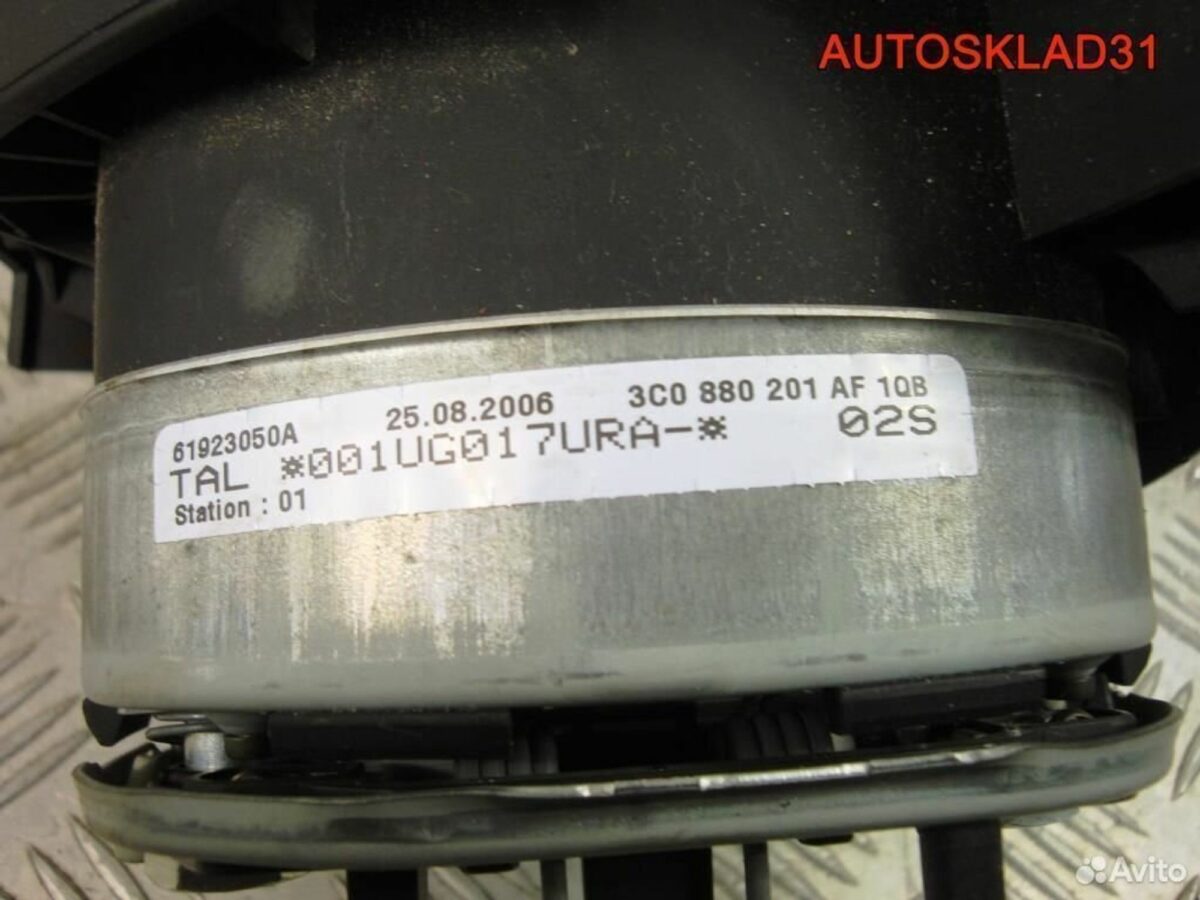 AUTOSKLAD31
61923050A 25.08.2006 3C0 880 201 AF 1QB
TAL *001UG017URA-* 02S
Station : 01
Avito